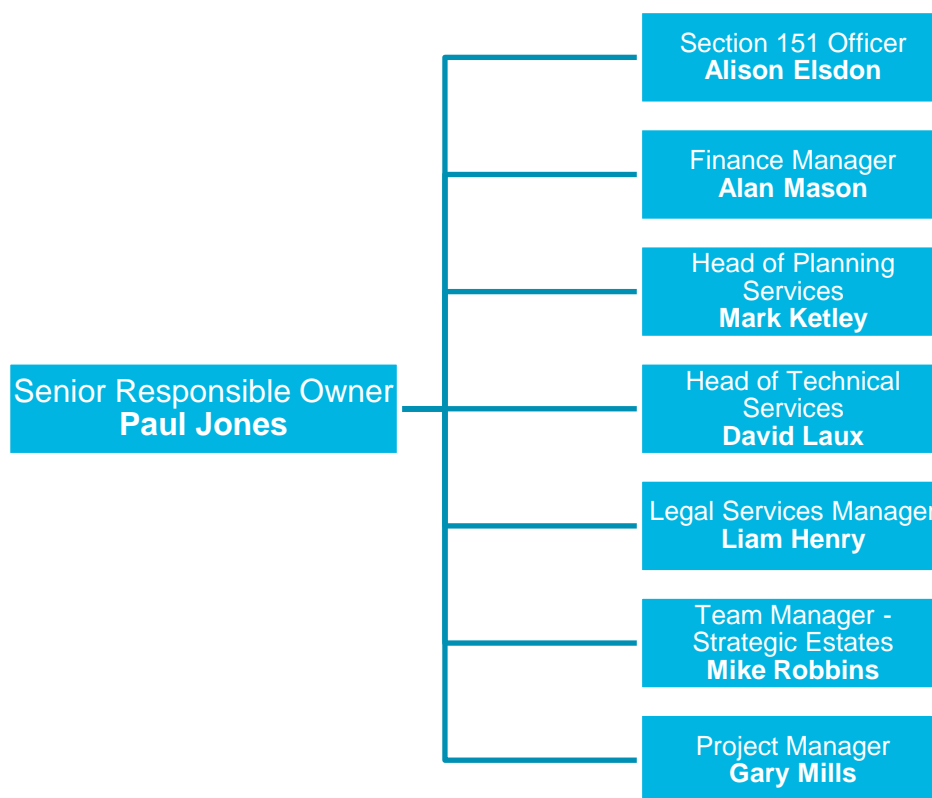 Section 151 Officer
Alison Elsdon
Finance Manager
Alan Mason
Head of Planning
Services
Mark Ketley
Senior Responsible Owner
Paul Jones
Head of Technical
Services
David Laux
Legal Services Manager
Liam Henry
Team Manager -
Strategic Estates
Mike Robbins
Project Manager
Gary Mills